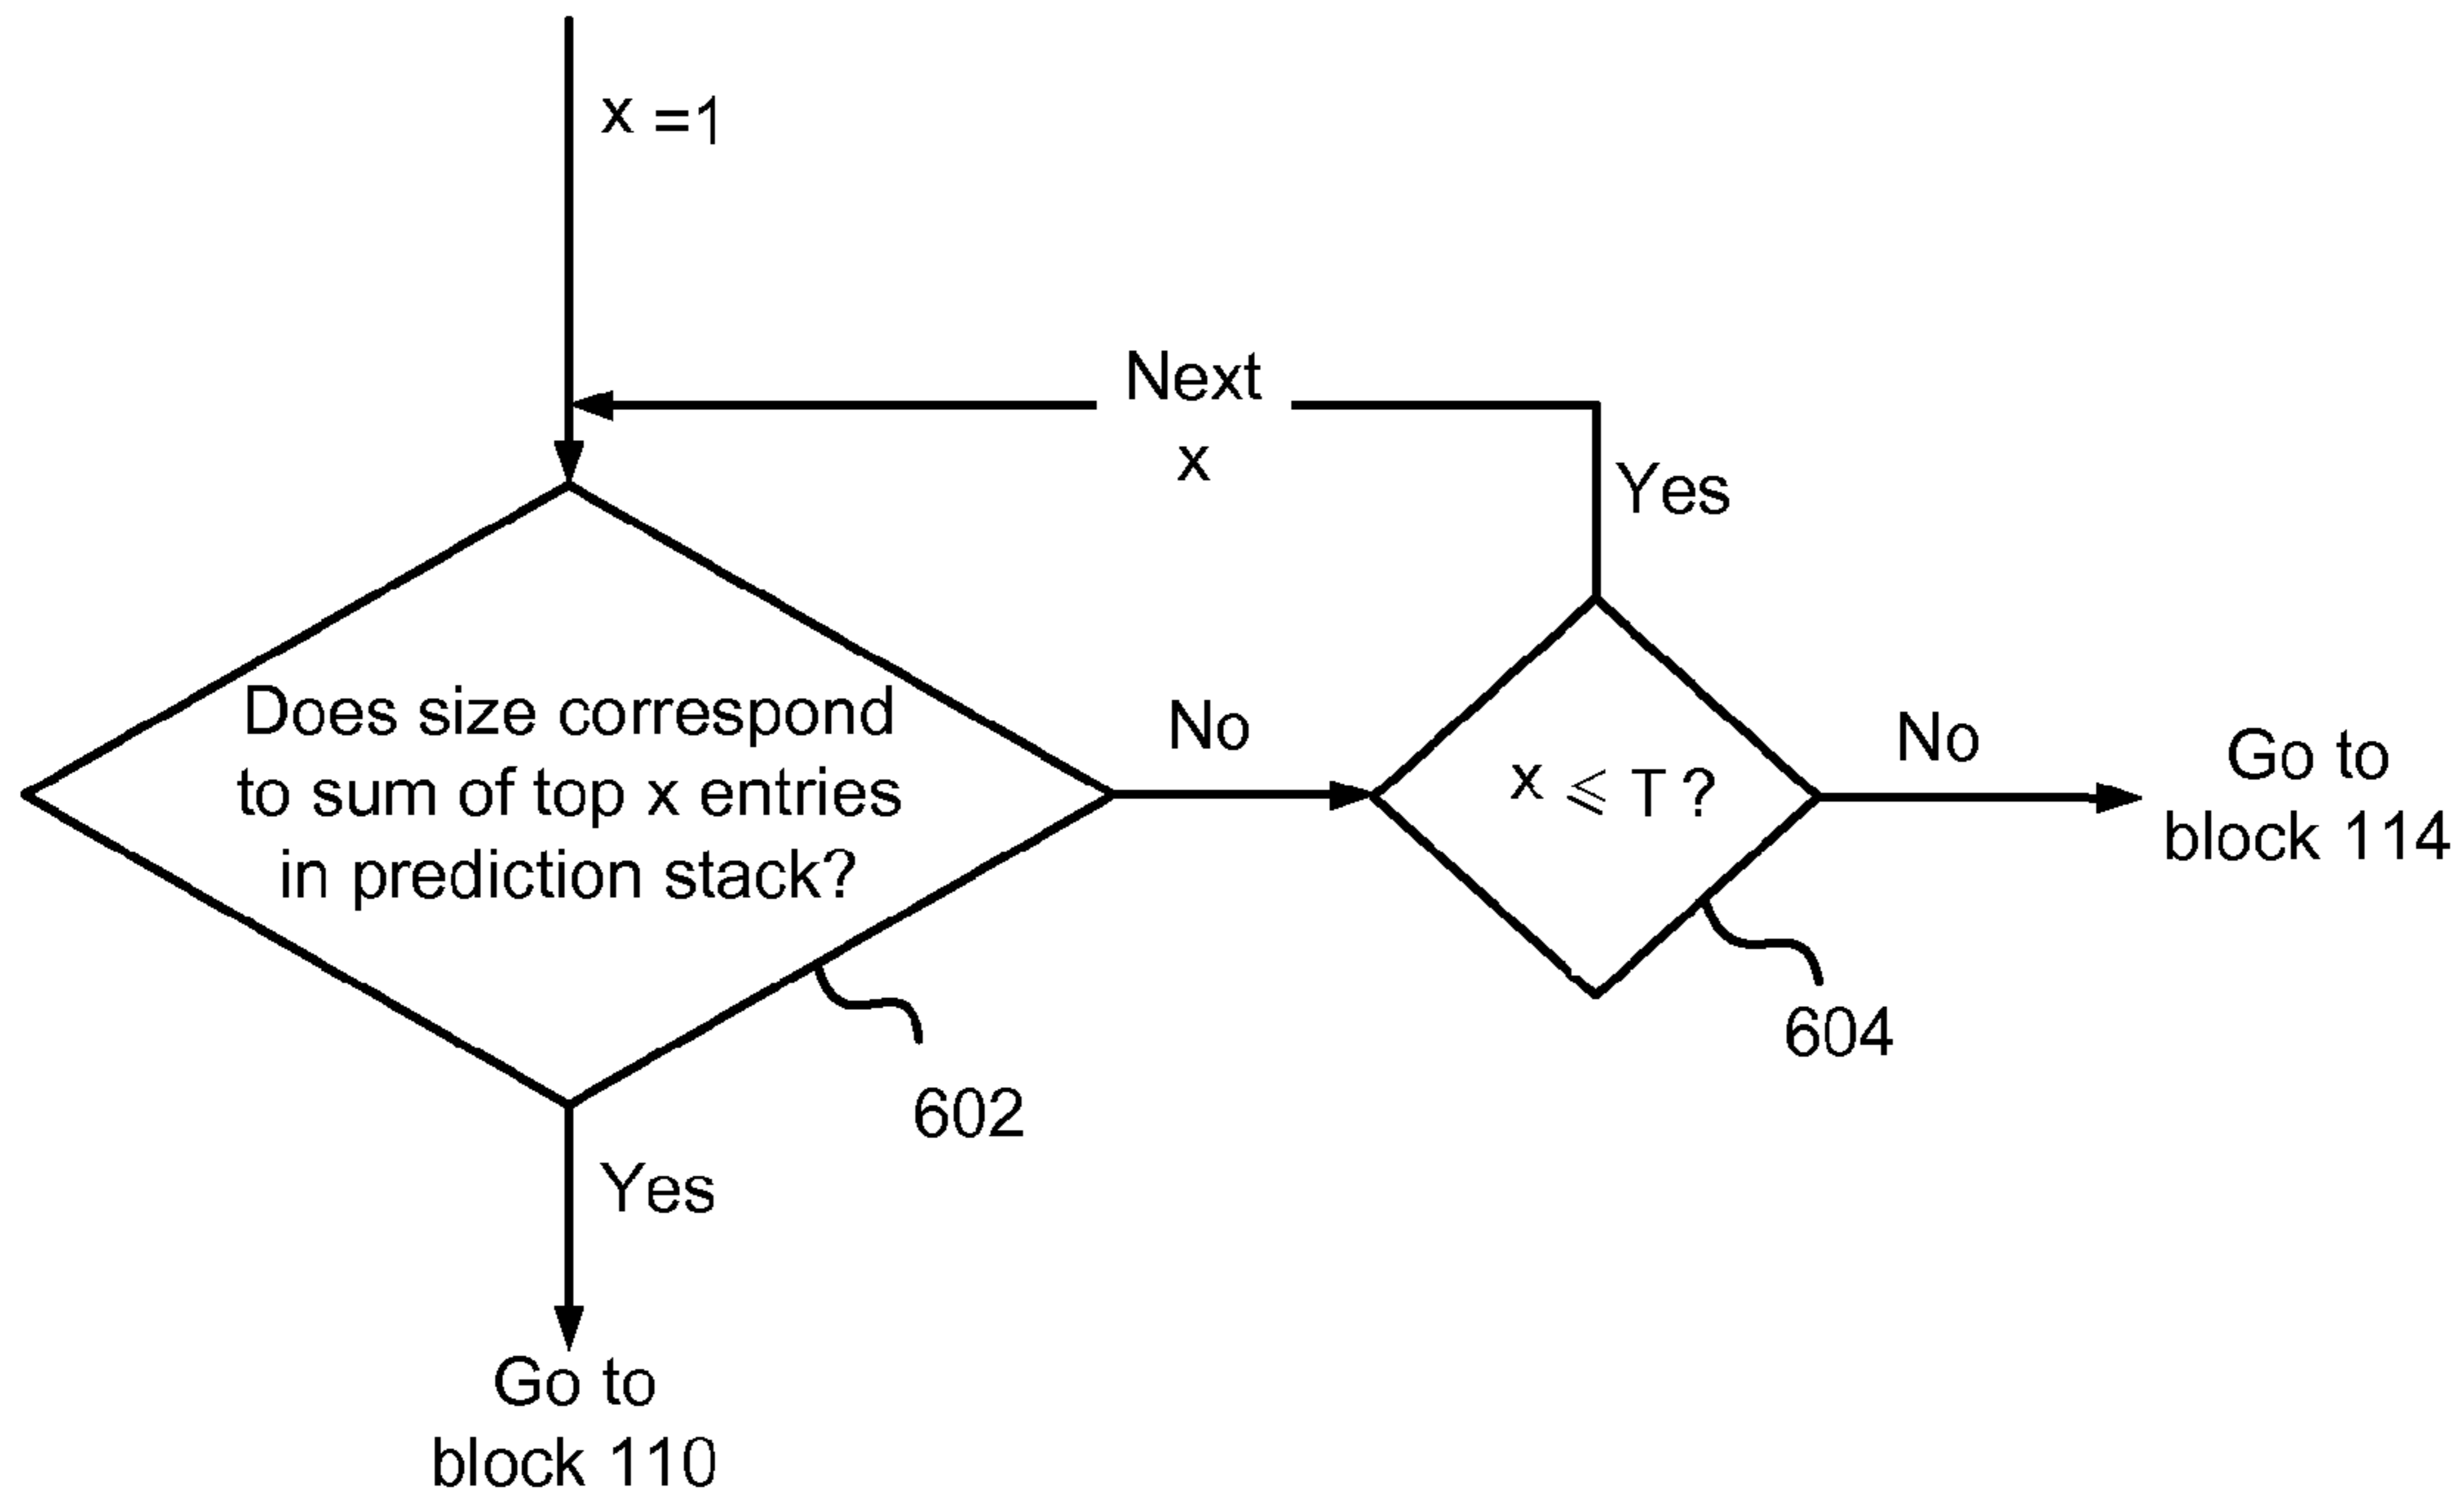 x =1
Next
x
Yes
Does size correspond
to sum of top x entries
in prediction stack?
No
x ⩽ T ?
No
Go to
block 114
604
602
Yes
Go to
block 110